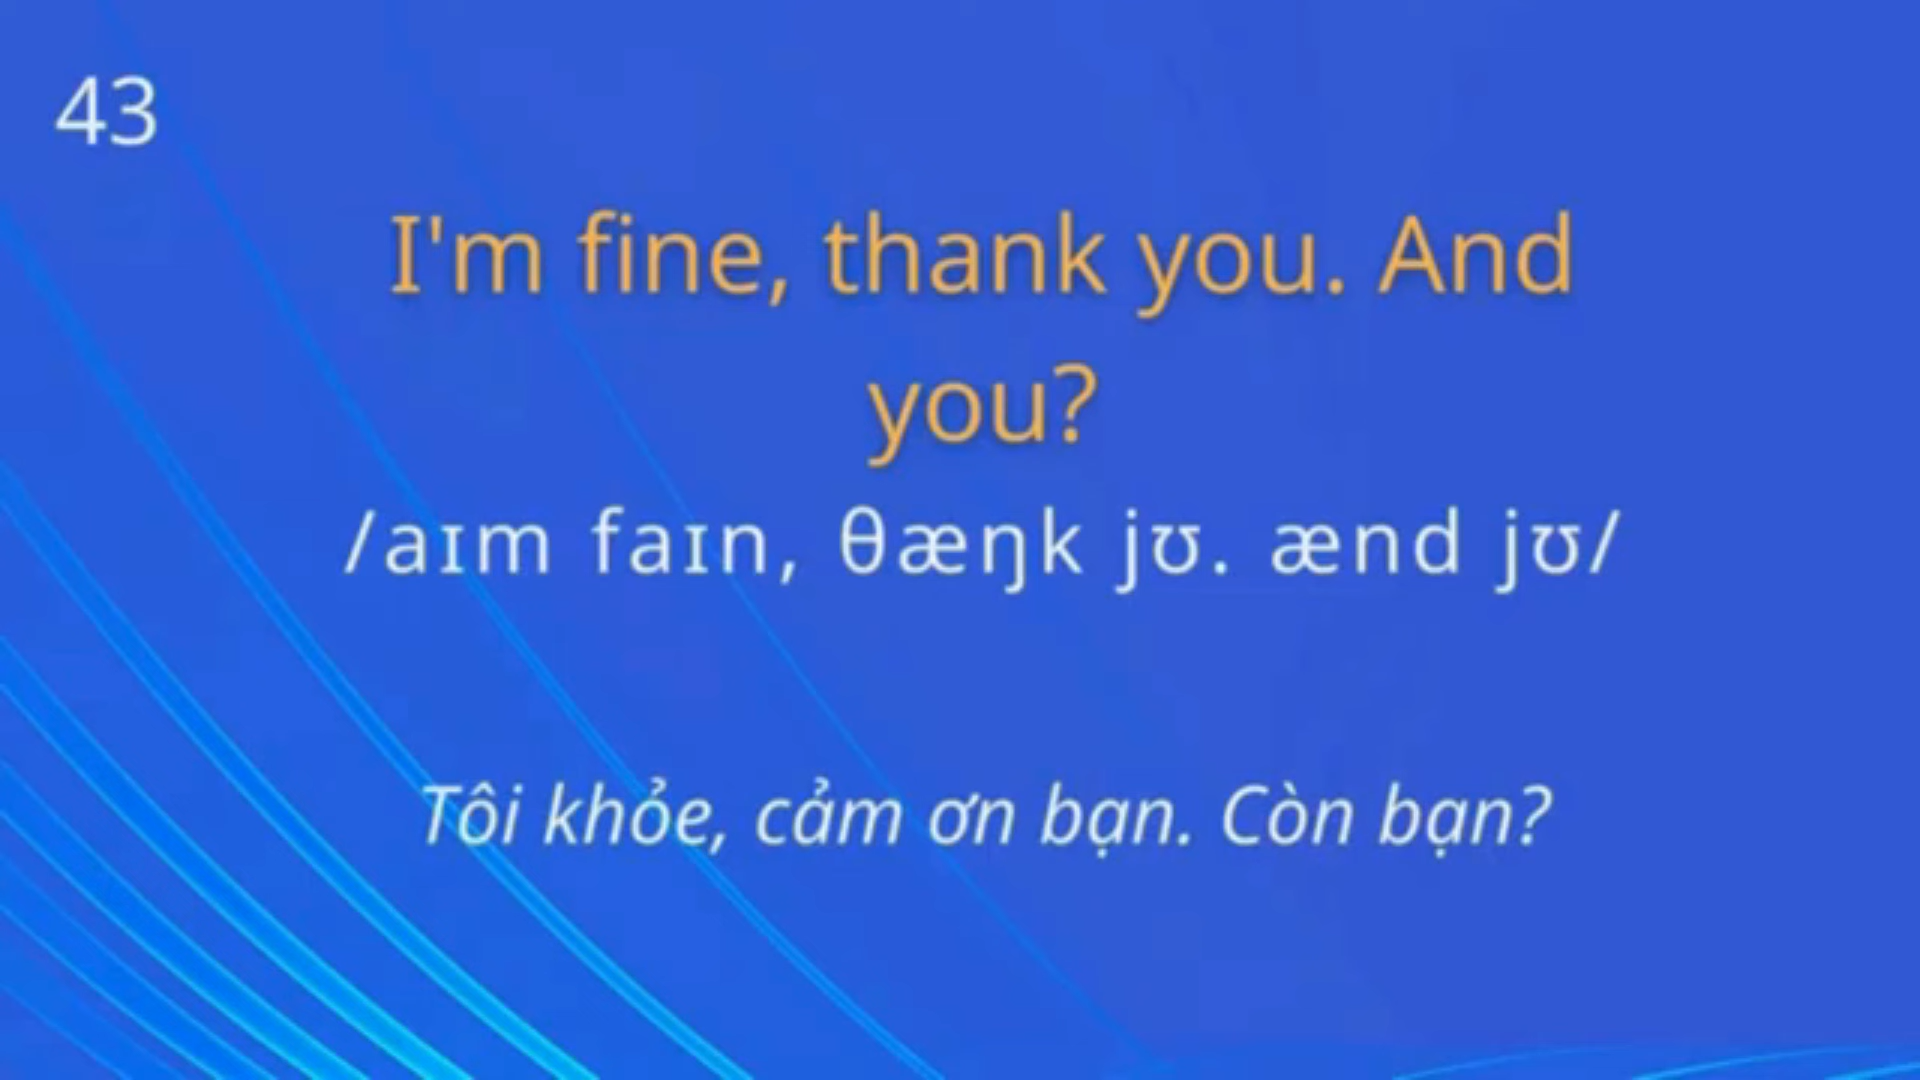 43
I'm fine, thank you. And
you?
/aɪm faɪn, θæŋk jʊ. ænd jʊ/
Tôi khỏe, cảm ơn bạn. Còn bạn?